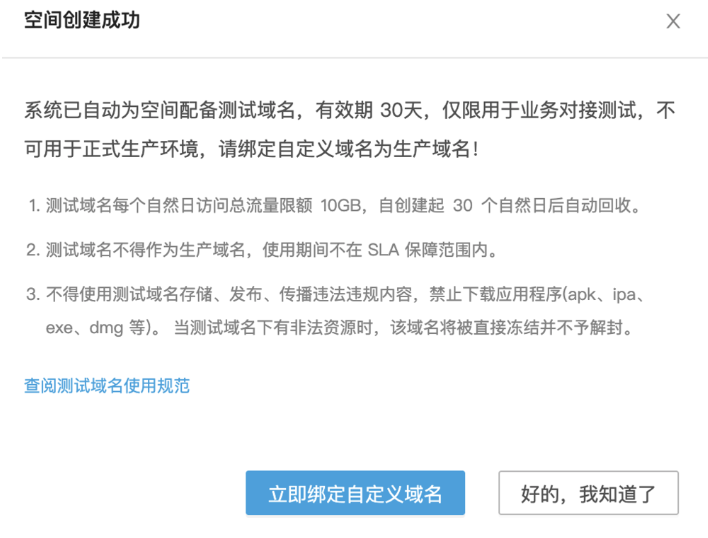 空间创建成功
系统已自动为空间配备测试域名，有效期 30天，仅限用于业务对接测试，不
可用于正式生产环境，请绑定自定义域名为生产域名！
1. 测试域名每个自然日访问总流量限额 10GB，自创建起 30 个自然日后自动回收。
2. 测试域名不得作为生产域名，使用期间不在 SLA 保障范围内。
3. 不得使用测试域名存储、发布、传播违法违规内容，禁止下载应用程序(apk、ipa、
exe、dmg 等)。 当测试域名下有非法资源时，该域名将被直接冻结并不予解封。
查阅测试域名使用规范
立即绑定自定义域名
好的，我知道了